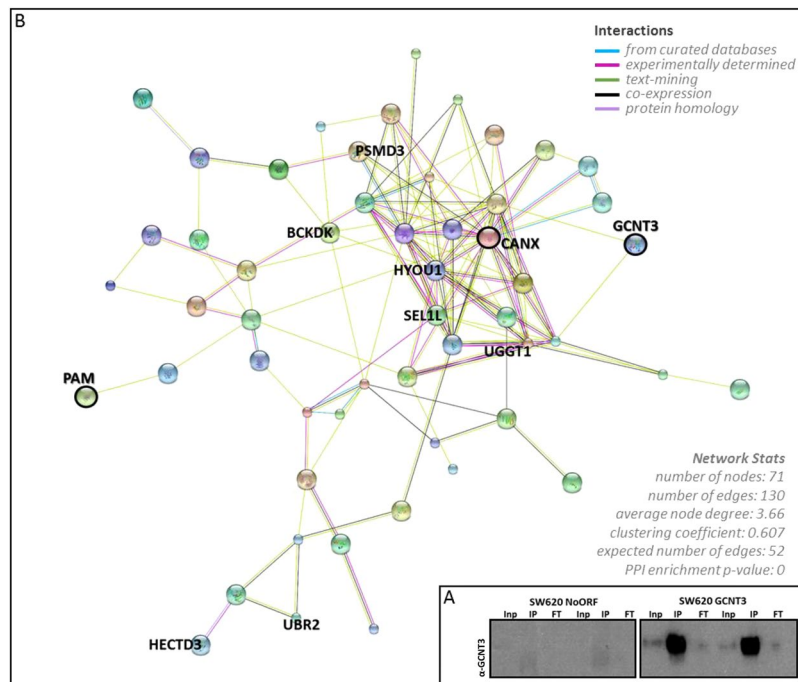 B
Interactions
from curated databases
experimentally determined
text-mining
co-expression
protein homology
PSMD3
BCKDK
GCNT3
CANX
HYOU1
SEL1L
UGGT1
PAM
Network Stats
number of nodes: 71
number of edges: 130
average node degree: 3.66
clustering coefficient: 0.607
expected number of edges: 52
PPI enrichment p-value: 0
UBR2
HECTD3
A
SW620 NoORF SW620 GCNT3
Inp IP FT Inp IP FT Inp IP FT Inp IP FT
α-GCNT3